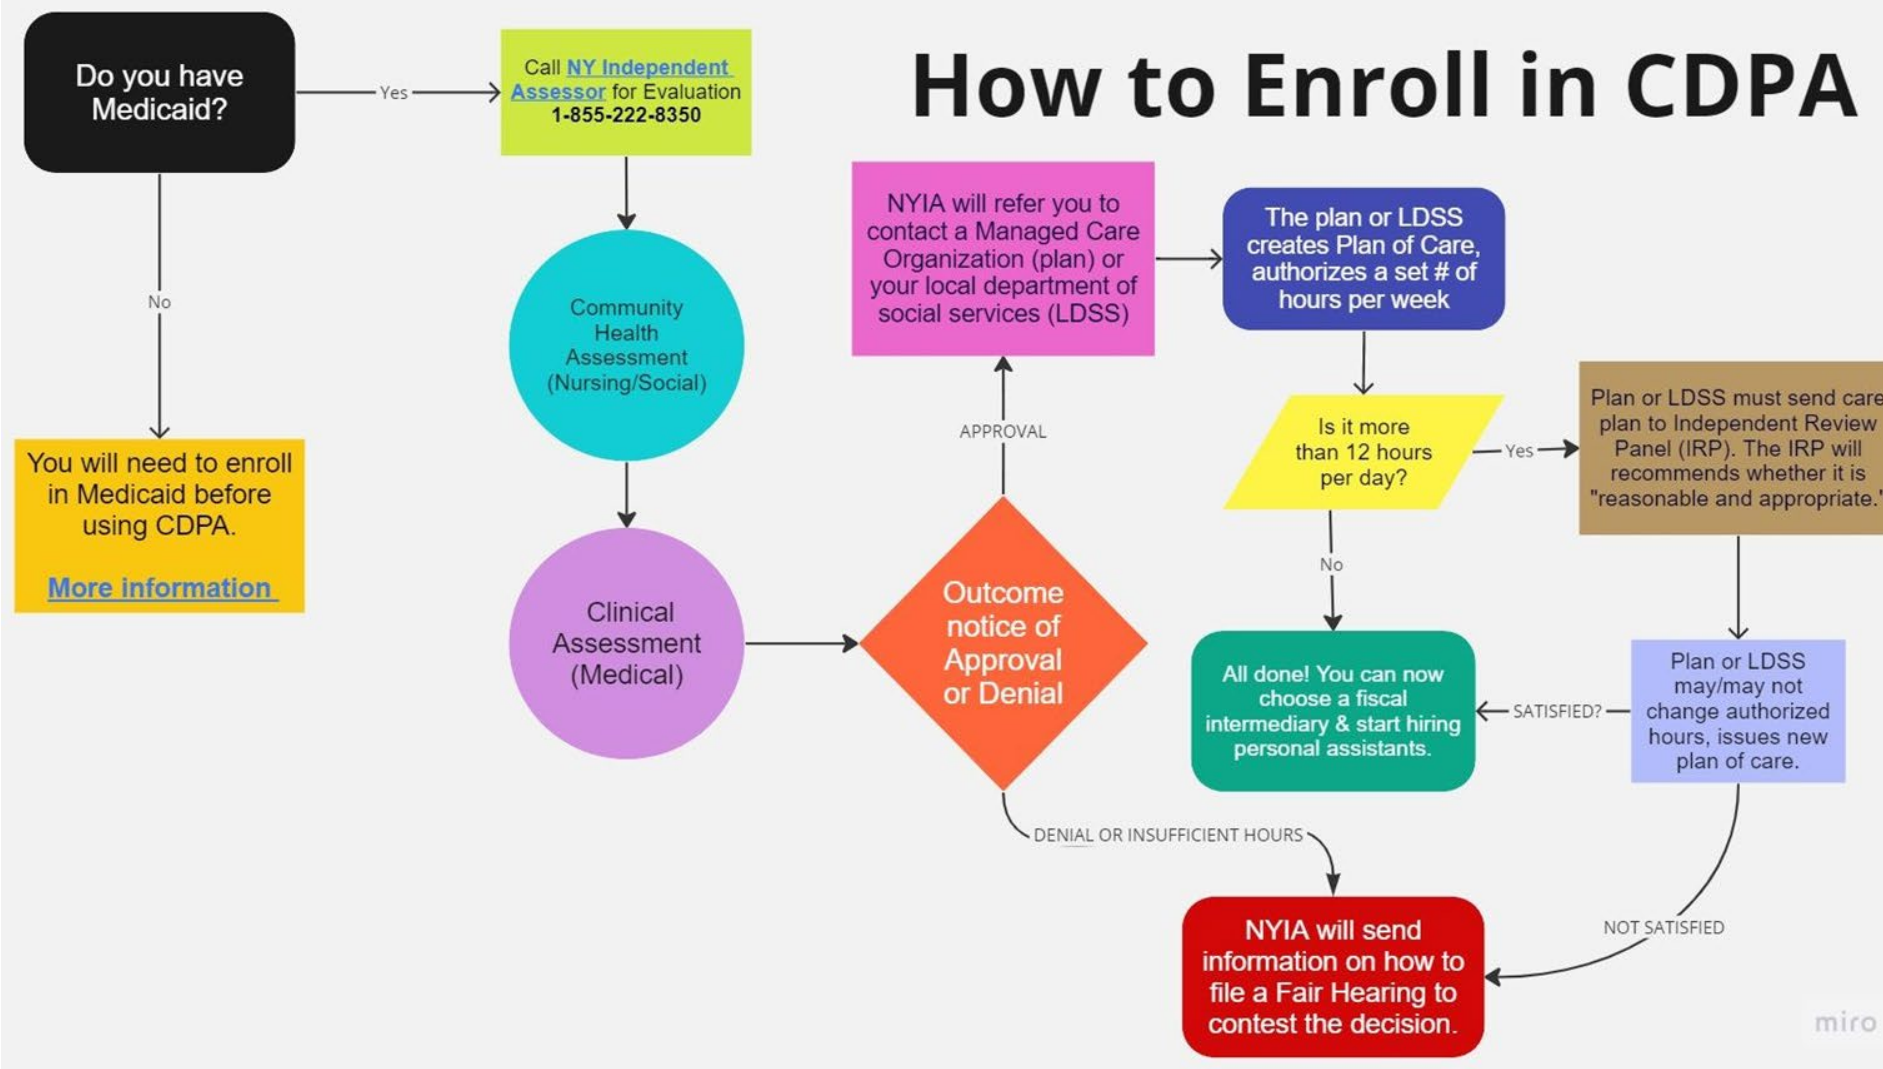 How to Enroll in CDPA
Do you have
Medicaid?
Yes
Call NY Independent
Assessor for Evaluation
1-855-222-8350
No
You will need to enroll
in Medicaid before
using CDPA.
More information
Community
Health
Assessment
(Nursing/Social)
Clinical
Assessment
(Medical)
Outcome
notice of
Approval
or Denial
APPROVAL
NYIA will refer you to
contact a Managed Care
Organization (plan) or
your local department of
social services (LDSS)
The plan or LDSS
creates Plan of Care,
authorizes a set # of
hours per week
Is it more
than 12 hours
per day?
Yes
Plan or LDSS must send care
plan to Independent Review
Panel (IRP). The IRP will
recommends whether it is
"reasonable and appropriate."
No
All done! You can now
choose a fiscal
intermediary & start hiring
personal assistants.
SATISFIED?
Plan or LDSS
may/may not
change authorized
hours, issues new
plan of care.
DENIAL OR INSUFFICIENT HOURS
NOT SATISFIED
NYIA will send
information on how to
file a Fair Hearing to
contest the decision.
miro